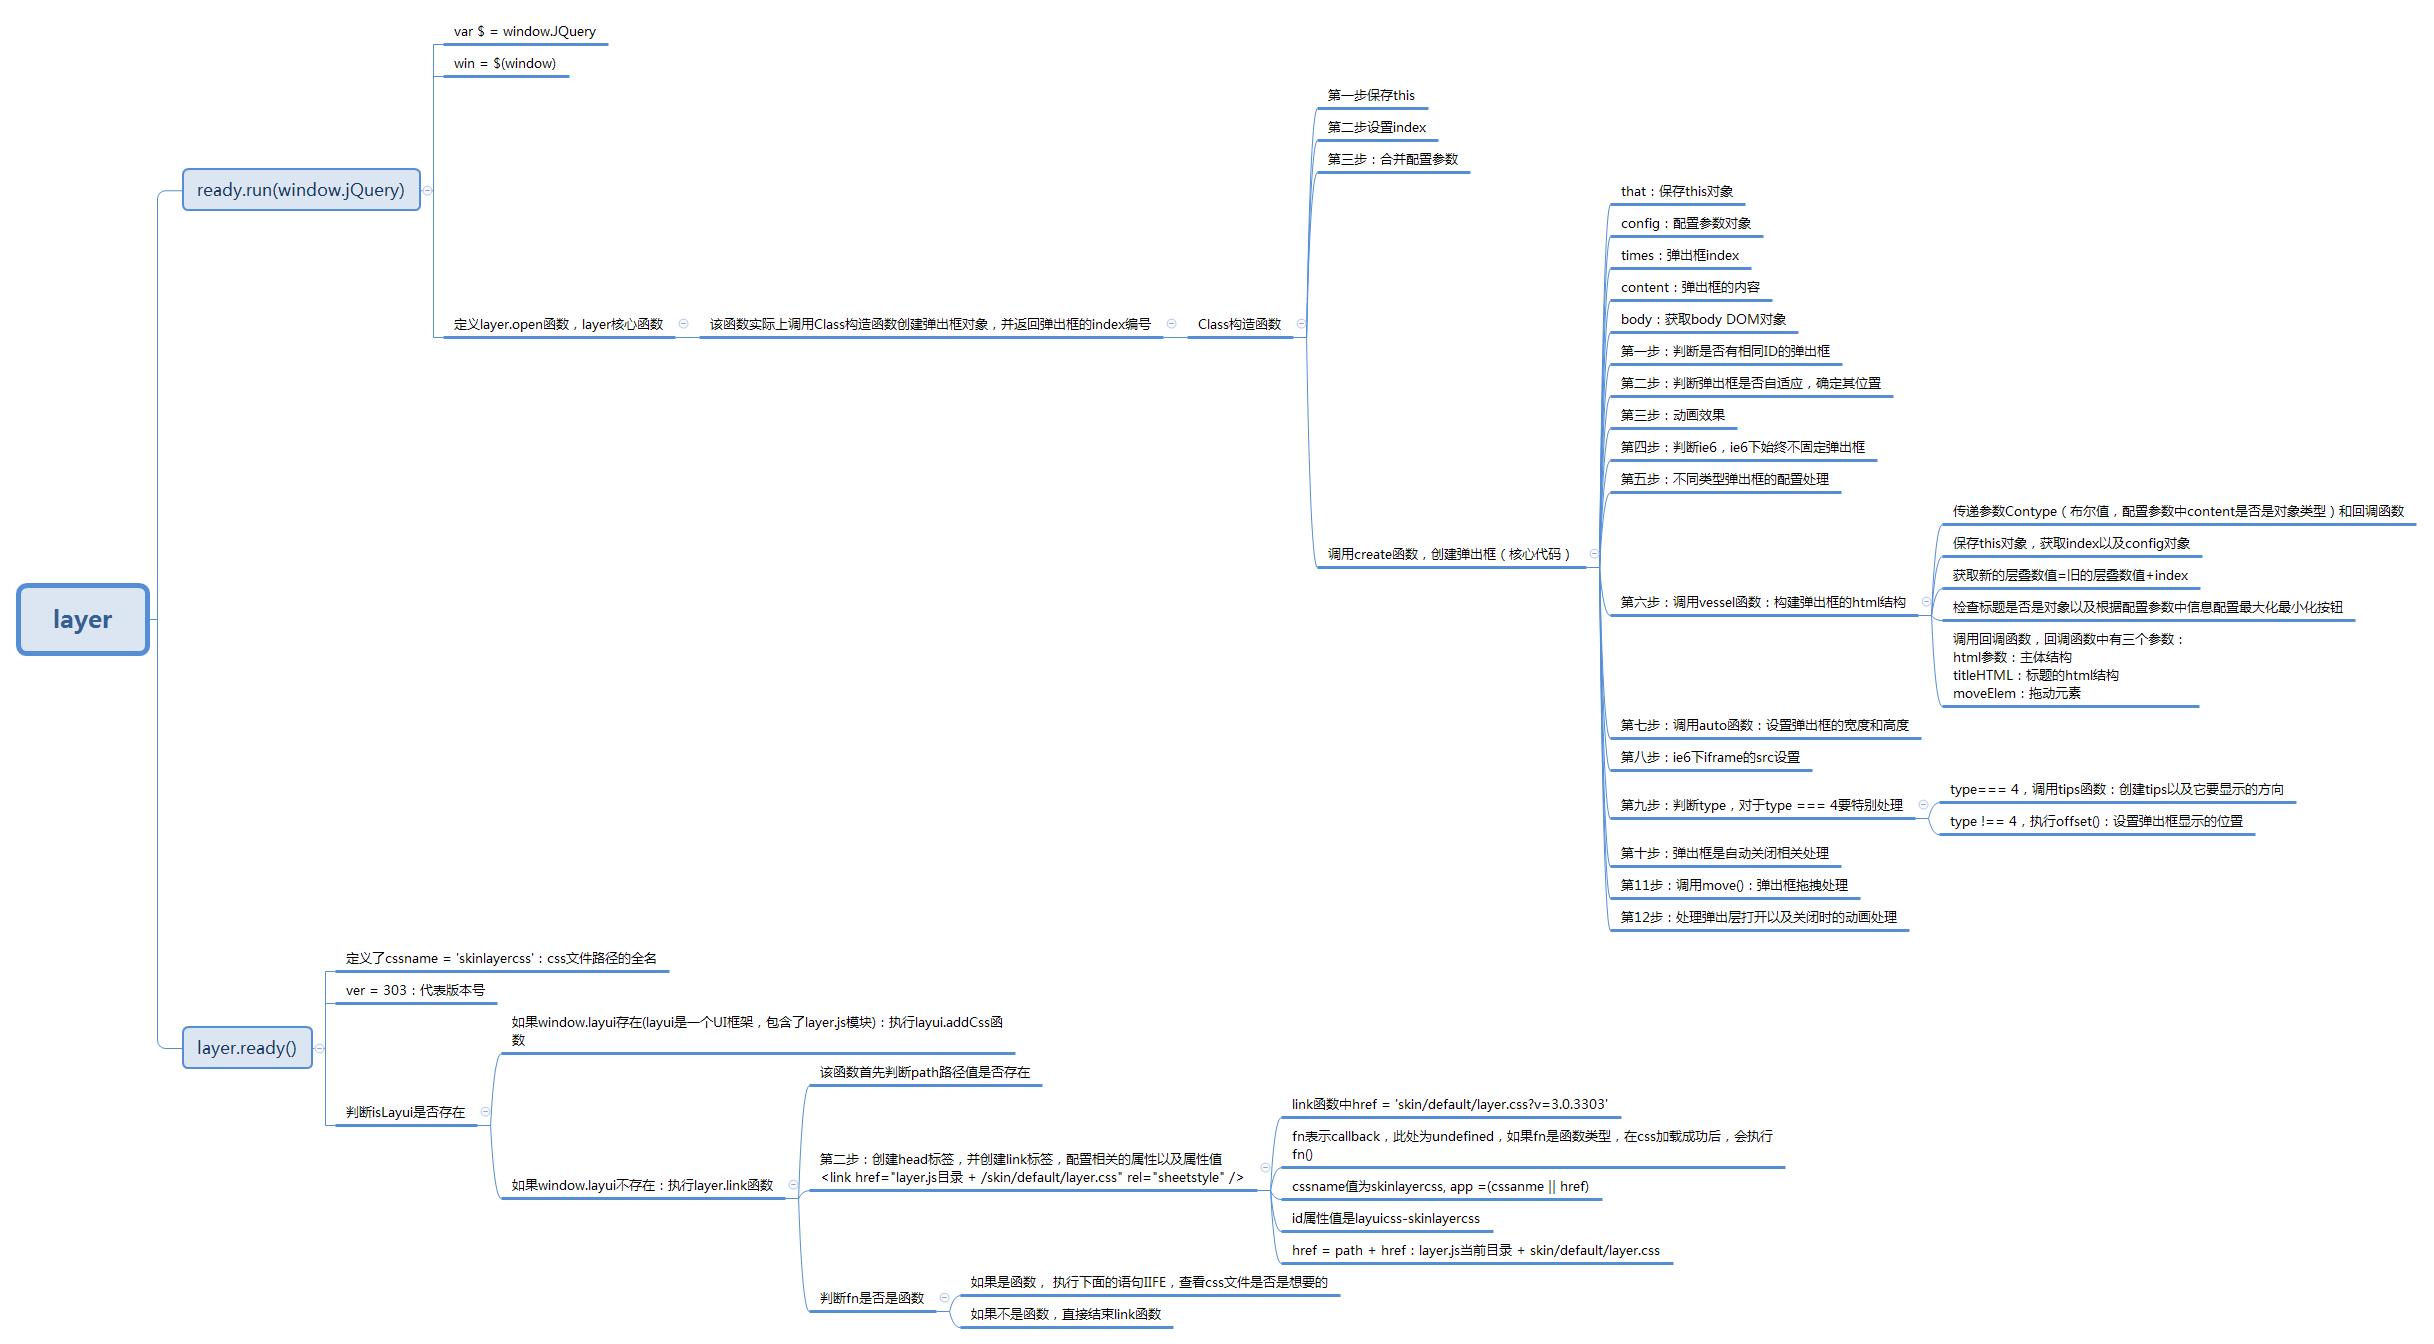 layer
ready.run(window.jQuery)
var $ = window.JQuery
win = $(window)
定义layer.open函数，layer核心函数
该函数实际上调用Class构造函数创建弹出框对象，并返回弹出框的index编号
Class构造函数
第一步保存this
第二步设置index
第三步：合并配置参数
调用create函数，创建弹出框（核心代码）
that：保存this对象
config：配置参数对象
times：弹出框index
content：弹出框的内容
body：获取body DOM对象
第一步：判断是否有相同ID的弹出框
第二步：判断弹出框是否自适应，确定其位置
第三步：动画效果
第四步：判断ie6，ie6下始终不固定弹出框
第五步：不同类型弹出框的配置处理
第六步：调用vessel函数：构建弹出框的html结构
传递参数Contype（布尔值，配置参数中content是否是对象类型）和回调函数
保存this对象，获取index以及config对象
获取新的层叠数值=旧的层叠数值+index
检查标题是否是对象以及根据配置参数中信息配置最大化最小化按钮
调用回调函数，回调函数中有三个参数：
html参数：主体结构
titleHTML：标题的html结构
moveElem：拖动元素
第七步：调用auto函数：设置弹出框的宽度和高度
第八步：ie6下iframe的src设置
第九步：判断type，对于type === 4要特别处理
type=== 4，调用tips函数：创建tips以及它要显示的方向
type !== 4，执行offset()：设置弹出框显示的位置
第十步：弹出框是自动关闭相关处理
第11步：调用move()：弹出框拖拽处理
第12步：处理弹出层打开以及关闭时的动画处理
layer.ready()
定义了cssname = 'skinlayercss'：css文件路径的全名
ver = 303：代表版本号
判断isLayui是否存在
如果window.layui存在(layui是一个UI框架，包含了layer.js模块)：执行layui.addCss函
数
如果window.layui不存在：执行layer.link函数
该函数首先判断path路径值是否存在
第二步：创建head标签，并创建link标签，配置相关的属性以及属性值
<link href="layer.js目录 + /skin/default/layer.css" rel="sheetstyle" />
link函数中href = 'skin/default/layer.css?v=3.0.3303'
fn表示callback，此处为undefined，如果fn是函数类型，在css加载成功后，会执行
fn()
cssname值为skinlayercss, app =(cssanme || href)
id属性值是layuicss-skinlayercss
href = path + href：layer.js当前目录 + skin/default/layer.css
判断fn是否是函数
如果是函数， 执行下面的语句IIFE，查看css文件是否是想要的
如果不是函数，直接结束link函数